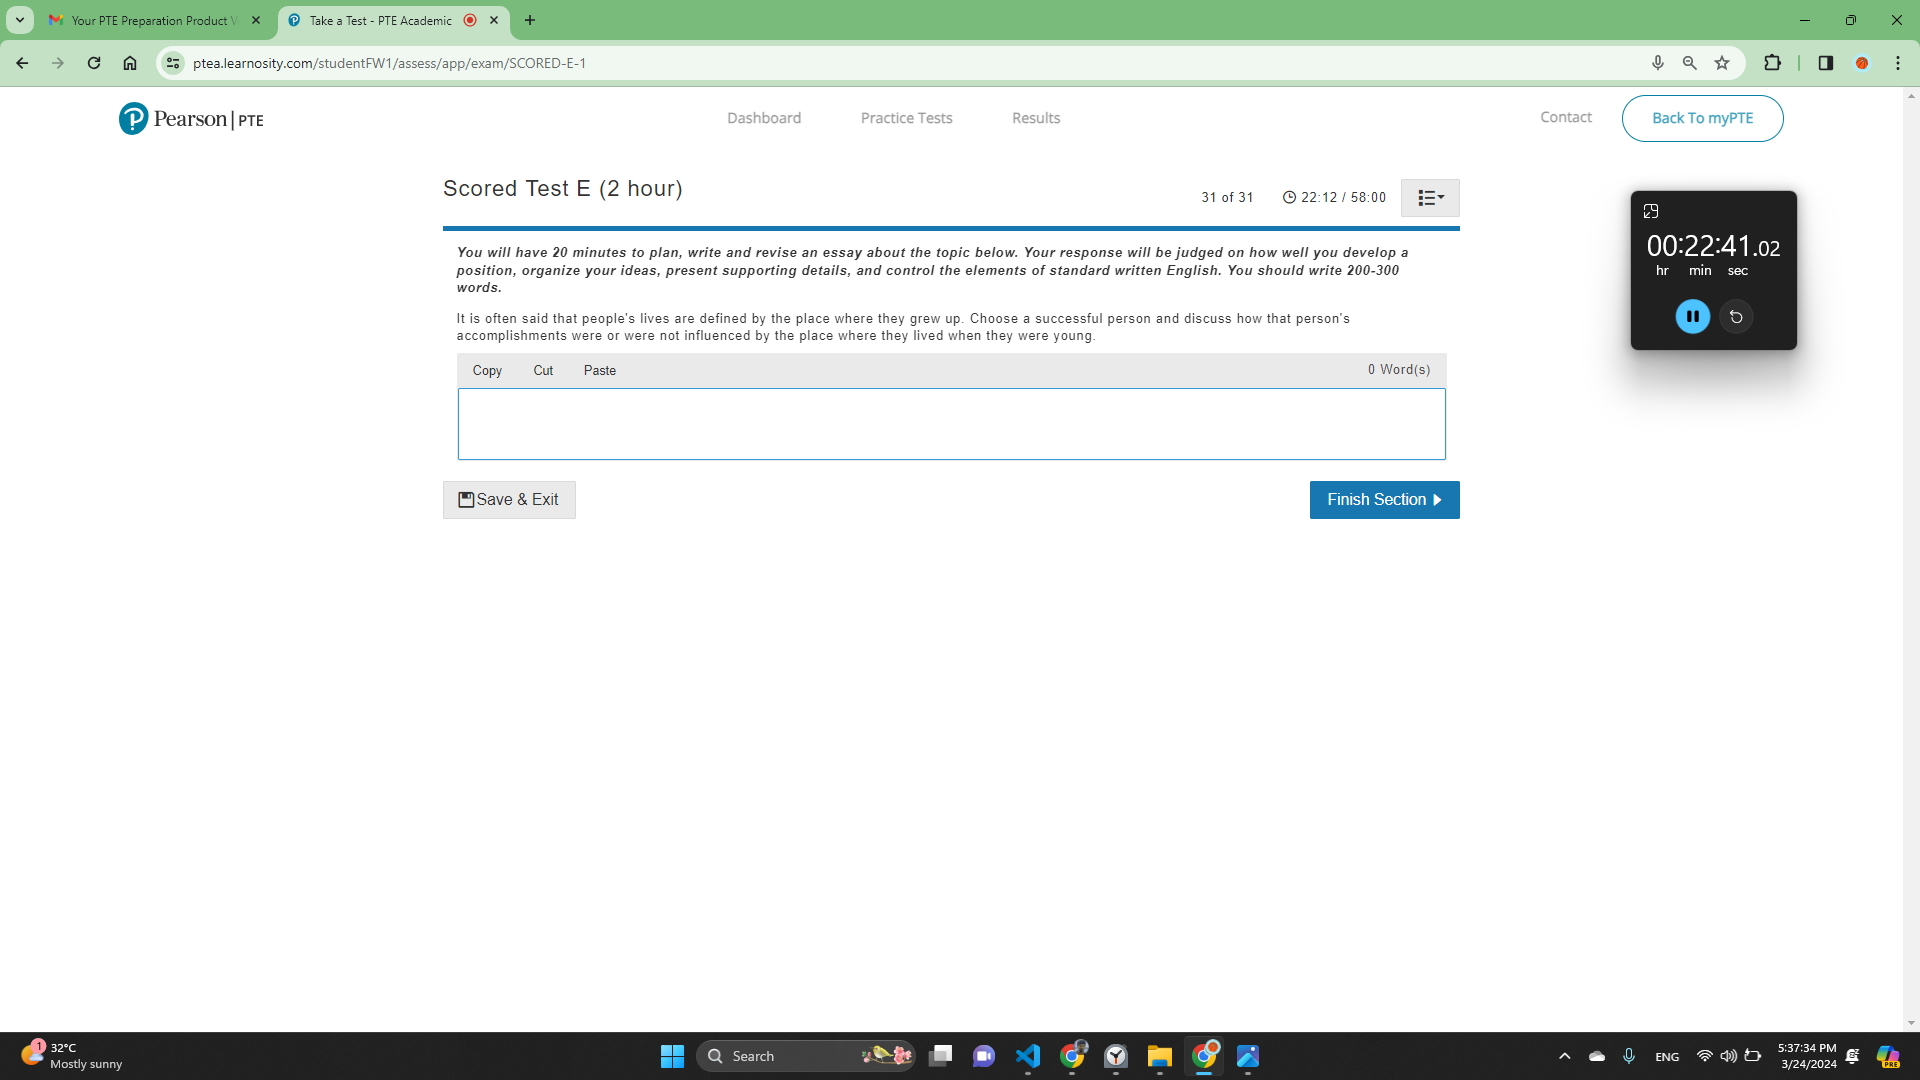 Your PTE Preparation Product V
Take a Test - PTE Academic
ptea.learnosity.com/studentFW1/assess/app/exam/SCORED-E-1
Pearson | PTE
Dashboard
Practice Tests
Results
Contact
Back To myPTE
Scored Test E (2 hour)
31 of 31
22:12 / 58:00
You will have 20 minutes to plan, write and revise an essay about the topic below. Your response will be judged on how well you develop a
position, organize your ideas, present supporting details, and control the elements of standard written English. You should write 200-300
words.
It is often said that people's lives are defined by the place where they grew up. Choose a successful person and discuss how that person's
accomplishments were or were not influenced by the place where they lived when they were young.
Copy
Cut
Paste
0 Word(s)
Save & Exit
Finish Section
00:22:41.02
hr min sec
1
32°C
Mostly sunny
Search
ENG
5:37:34 PM
3/24/2024
PRE